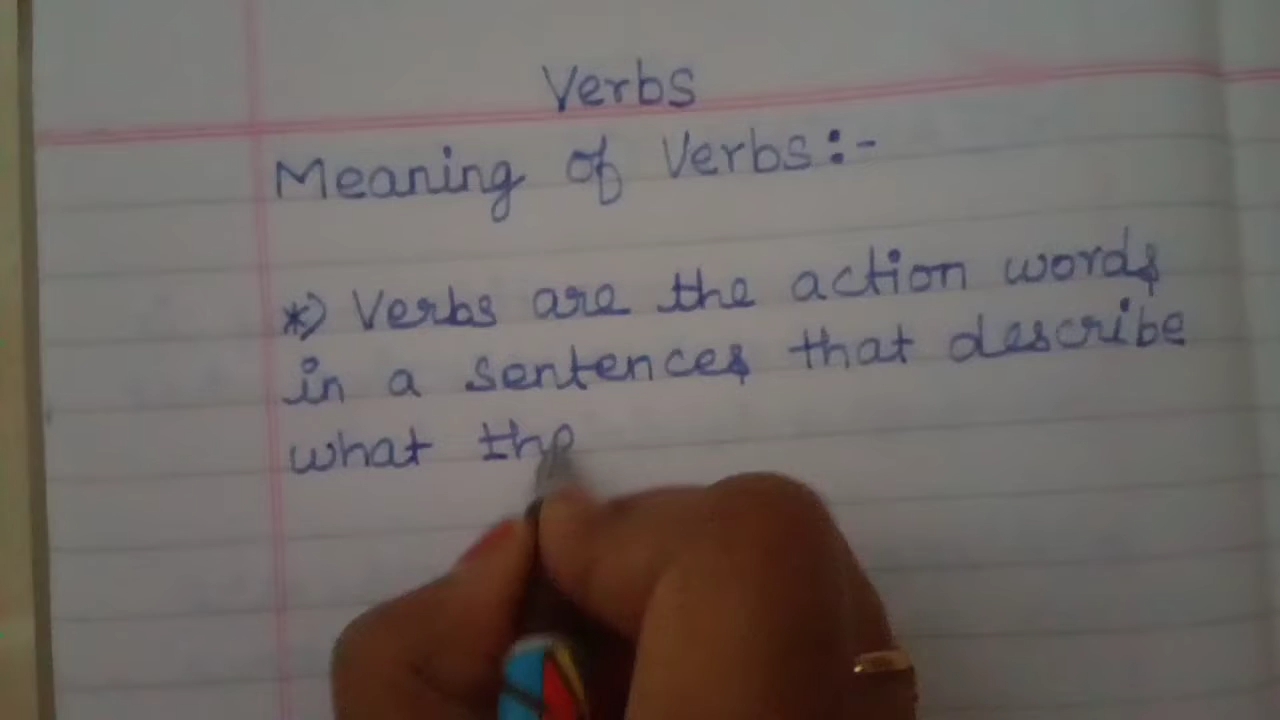 Verbs
Meaning of Verbs:-
*) Verbs are the action words
in a sentences that describe
what the